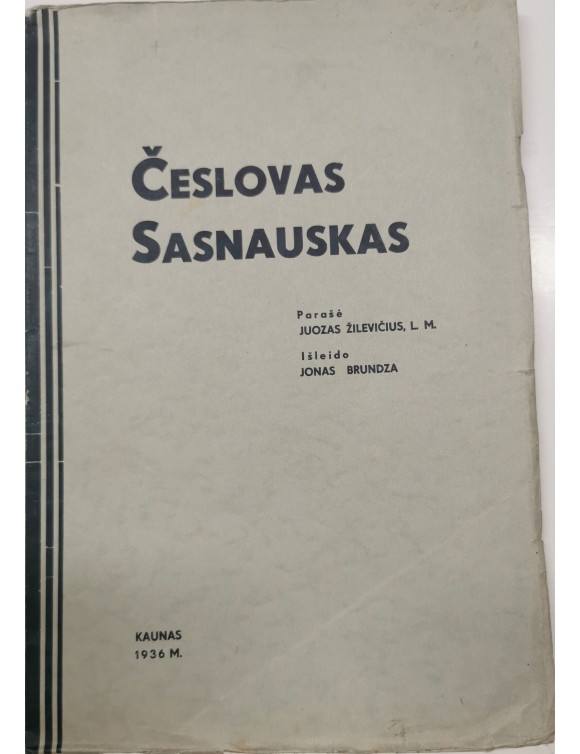 ČESLOVAS
SASNAUSKAS
Parašė
JUOZAS ŽILEVIČIUS, L. M.
Išleido
JONAS BRUNDZA
KAUNAS
1936 M.